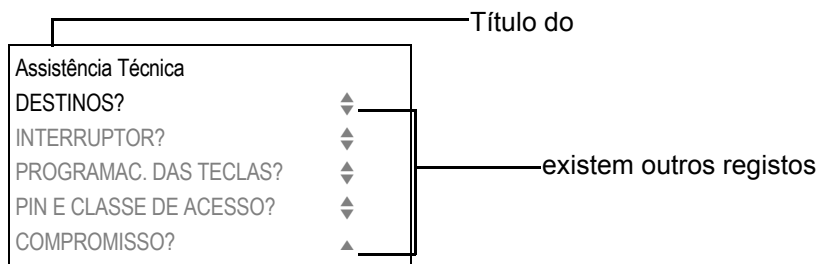 Título do
Assistência Técnica
DESTINOS?
INTERRUPTOR?
PROGRAMAC. DAS TECLAS?
PIN E CLASSE DE ACESSO?
COMPROMISSO?
existem outros registos